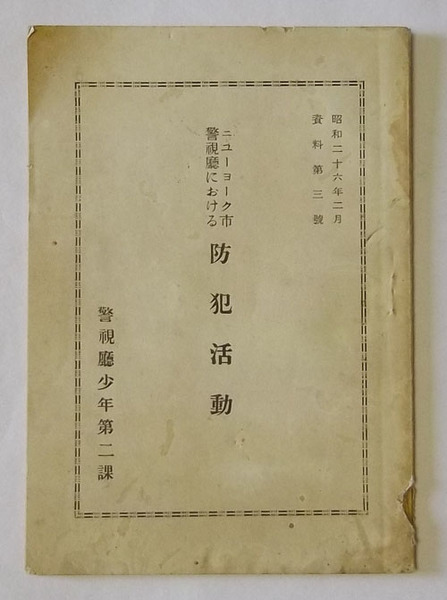 昭和二十六年二月
資料第三號
ニューヨーク市
警視廳における
防犯活動
警視廳少年第二課